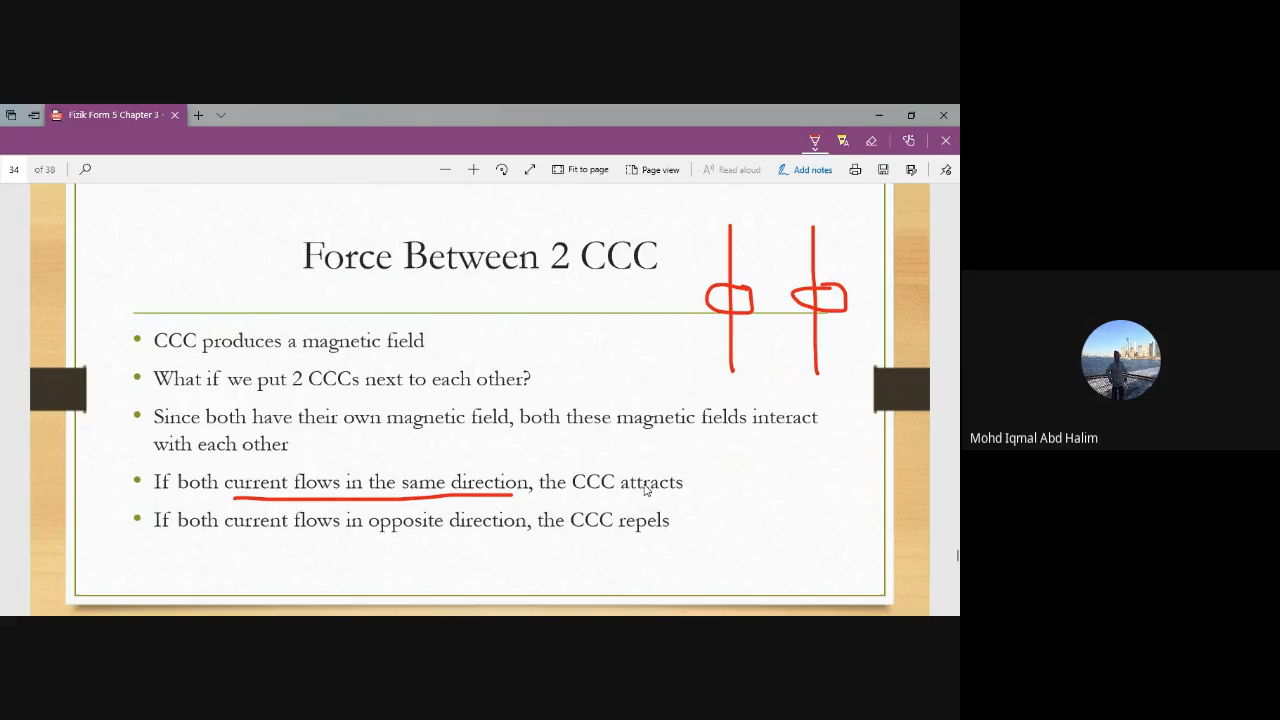 Fizik Form 5 Chapter 3 -
34 of 38
Fit to page
Page view
Read aloud
Add notes
Force Between 2 CCC
• CCC produces a magnetic field
• What if we put 2 CCCs next to each other?
• Since both have their own magnetic field, both these magnetic fields interact
with each other
• If both current flows in the same direction, the CCC attracts
• If both current flows in opposite direction, the CCC repels
Mohd Iqmal Abd Halim